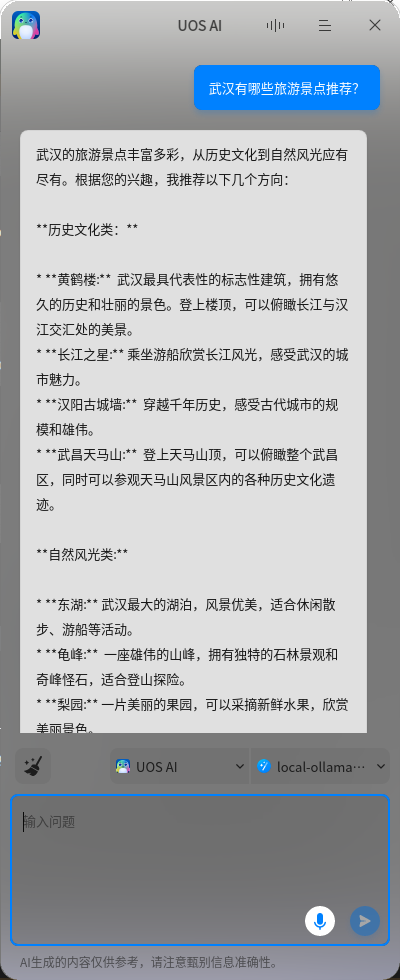 UOS AI
武汉有哪些旅游景点推荐？
武汉的旅游景点丰富多彩，从历史文化到自然风光应有
尽有。根据您的兴趣，我推荐以下几个方向：
**历史文化类：**
* **黄鹤楼:** 武汉最具代表性的标志性建筑，拥有悠
久的历史和壮丽的景色。登上楼顶，可以俯瞰长江与汉
江交汇处的美景。
* **长江之星:** 乘坐游船欣赏长江风光，感受武汉的城
市魅力。
* **汉阳古城墙:** 穿越千年历史，感受古代城市的规
模和雄伟。
* **武昌天马山:** 登上天马山顶，可以俯瞰整个武昌
区，同时可以参观天马山风景区内的各种历史文化遗
迹。
**自然风光类:**
* **东湖:** 武汉最大的湖泊，风景优美，适合休闲散
步、游船等活动。
* **龟峰:** 一座雄伟的山峰，拥有独特的石林景观和
奇峰怪石，适合登山探险。
* **梨园:** 一片美丽的果园，可以采摘新鲜水果，欣赏
美丽景色。
UOS AI
local-ollama···
输入问题
AI生成的内容仅供参考，请注意甄别信息准确性。